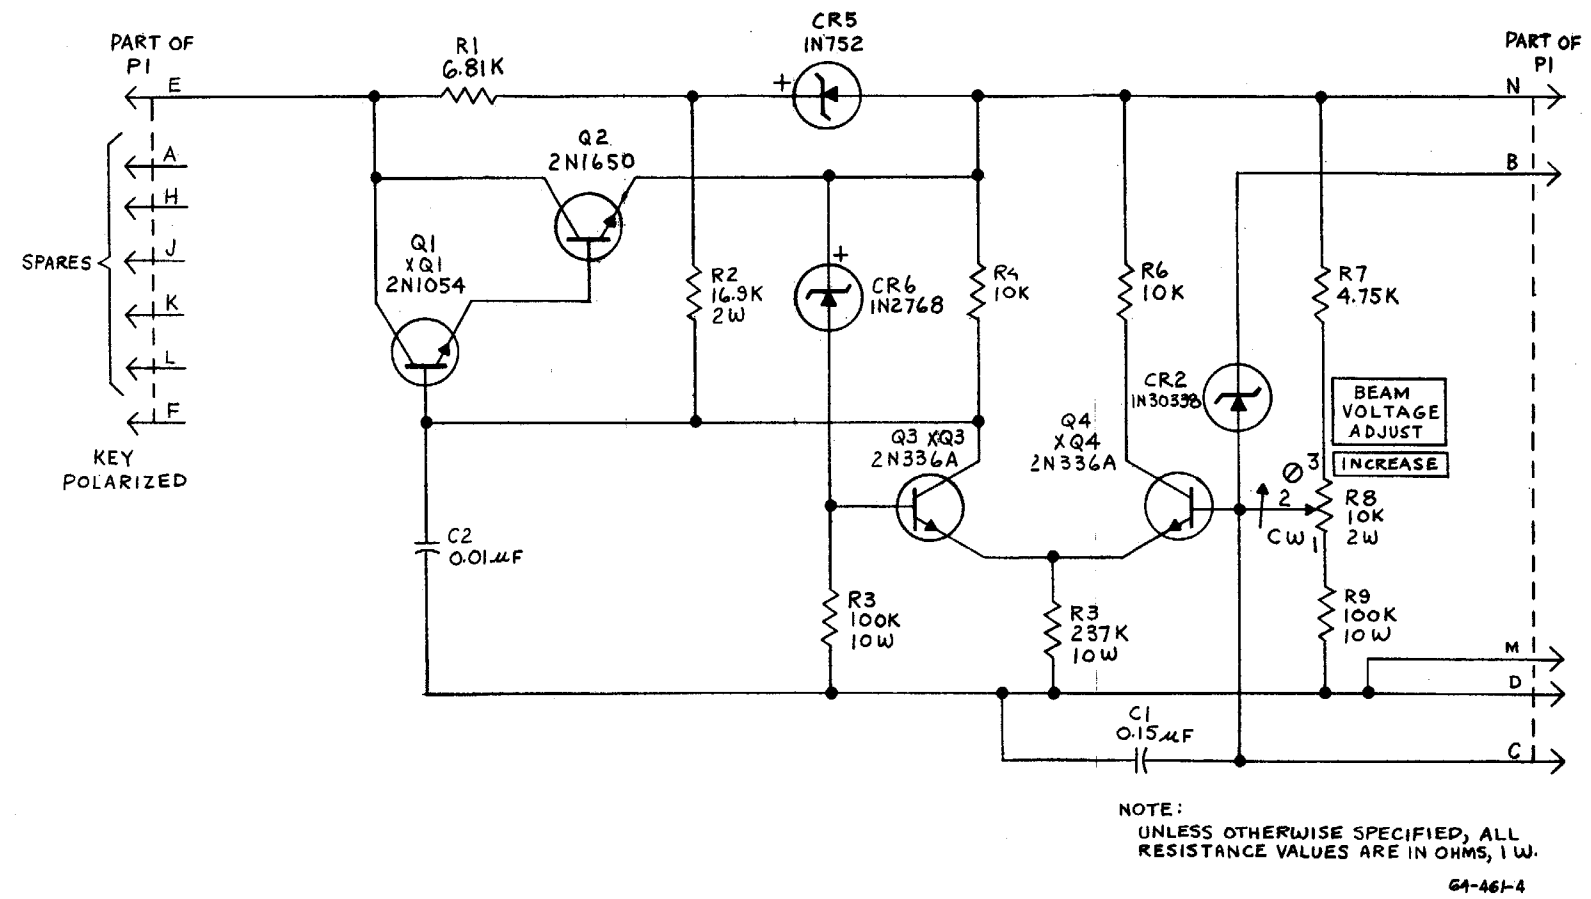 PART OF
P1
E
A
H
J
K
L
F
SPARES
KEY
POLARIZED
R1
6.81K
CR5
1N752
+
Q2
2N1650
Q1
XQ1
2N1054
R2
16.9K
2W
+
CR6
1N2768
R4
10K
R6
10K
R7
4.75K
CR2
Q3 XQ3
2N336A
Q4
XQ4
2N336A
BEAM
VOLTAGE
ADJUST
INCREASE
3
2
CW
1
R8
10K
2W
C2
0.01µF
R3
100K
10W
R3
237K
10W
R9
100K
10W
C1
0.15µF
PART OF
P1
N
B
M
D
C
NOTE:
UNLESS OTHERWISE SPECIFIED, ALL
RESISTANCE VALUES ARE IN OHMS, 1W.
64-461-4